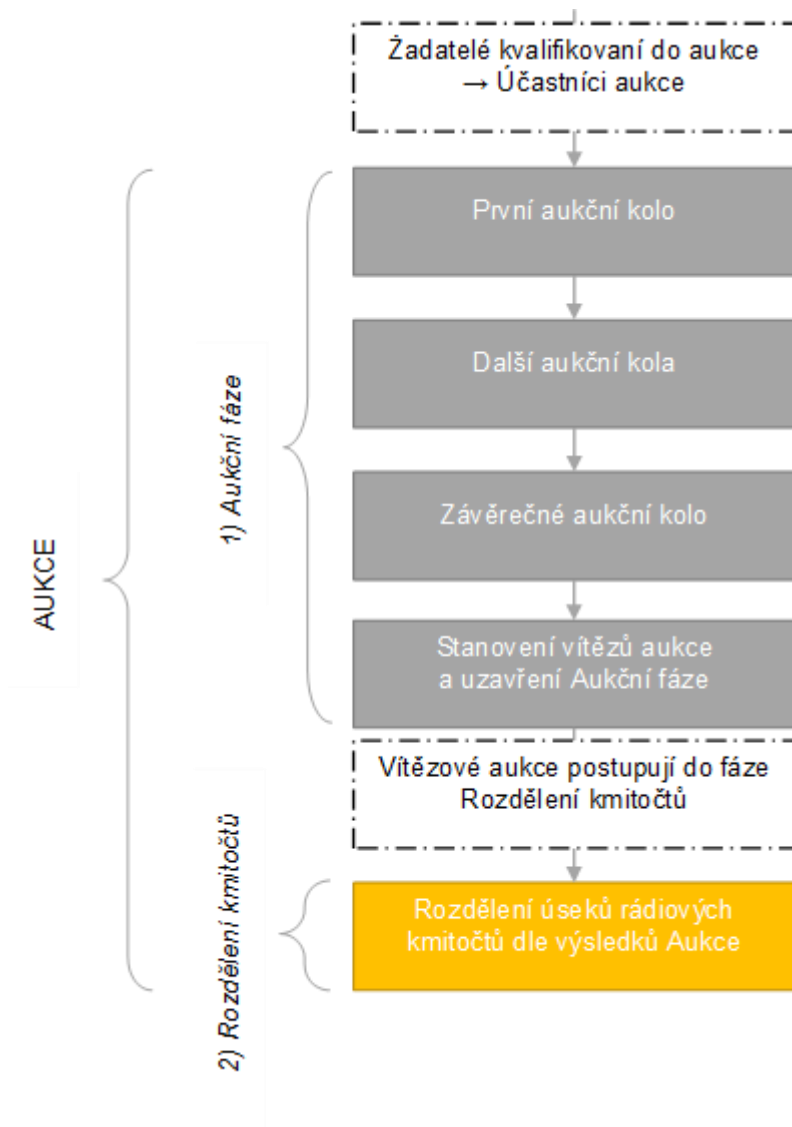 Žadatelé kvalifikovaní do aukce
→ Účastníci aukce
AUKCE
1) Aukční fáze
První aukční kolo
Další aukční kola
Závěrečné aukční kolo
Stanovení vítězů aukce
a uzavření Aukční fáze
Vítězové aukce postupují do fáze
Rozdělení kmitočtů
2) Rozdělení kmitočtů
Rozdělení úseků rádiových
kmitočtů dle výsledků Aukce